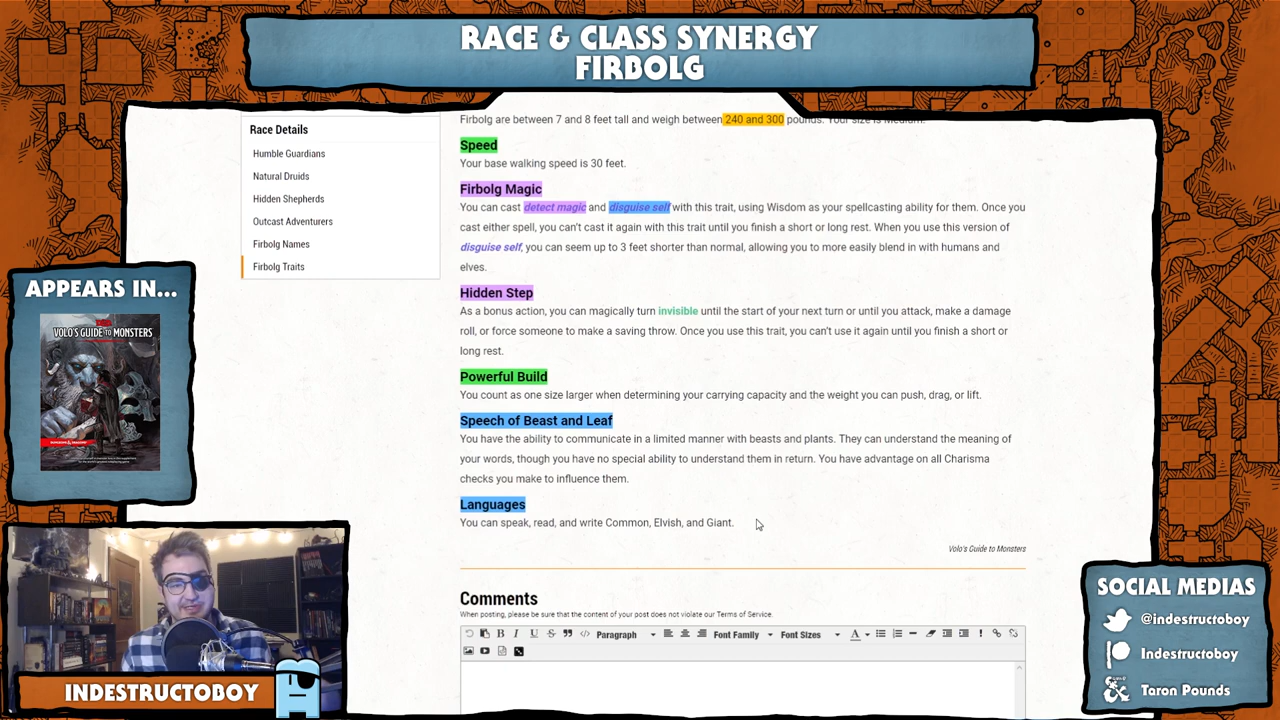 RACE & CLASS SYNERGY
FIRBOLG
Race Details
Humble Guardians
Natural Druids
Hidden Shepherds
Outcast Adventurers
Firbolg Names
Firbolg Traits
Firbolg are between 7 and 8 feet tall and weigh between 240 and 300 pounds. Your size is Medium.
Speed
Your base walking speed is 30 feet.
Firbolg Magic
You can cast detect magic and disguise self with this trait, using Wisdom as your spellcasting ability for them. Once you
cast either spell, you can't cast it again with this trait until you finish a short or long rest. When you use this version of
disguise self, you can seem up to 3 feet shorter than normal, allowing you to more easily blend in with humans and
elves.
Hidden Step
As a bonus action, you can magically turn invisible until the start of your next turn or until you attack, make a damage
roll, or force someone to make a saving throw. Once you use this trait, you can't use it again until you finish a short or
long rest.
Powerful Build
You count as one size larger when determining your carrying capacity and the weight you can push, drag, or lift.
Speech of Beast and Leaf
You have the ability to communicate in a limited manner with beasts and plants. They can understand the meaning of
your words, though you have no special ability to understand them in return. You have advantage on all Charisma
checks you make to influence them.
Languages
You can speak, read, and write Common, Elvish, and Giant.
Volo's Guide to Monsters
Comments
When posting, please be sure that the content of your post does not violate our Terms of Service.
Paragraph
Font Family
Font Sizes
APPEARS IN...
VOLO'S GUIDE TO MONSTERS
INDESTRUCTOBOY
SOCIAL MEDIAS
@indestructoboy
Indestructoboy
Taron Pounds